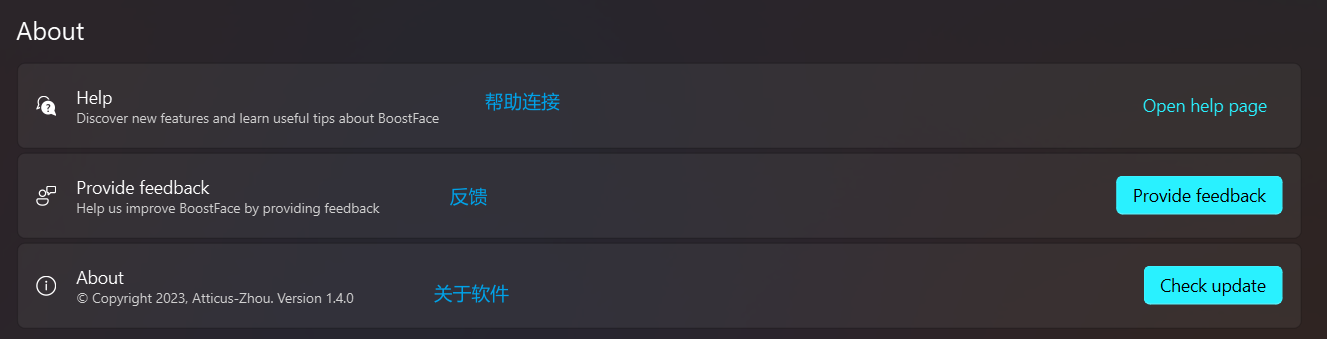 About
Help
帮助连接
Discover new features and learn useful tips about BoostFace
Open help page
Provide feedback
反馈
Help us improve BoostFace by providing feedback
Provide feedback
About
关于软件
© Copyright 2023, Atticus-Zhou. Version 1.4.0
Check update